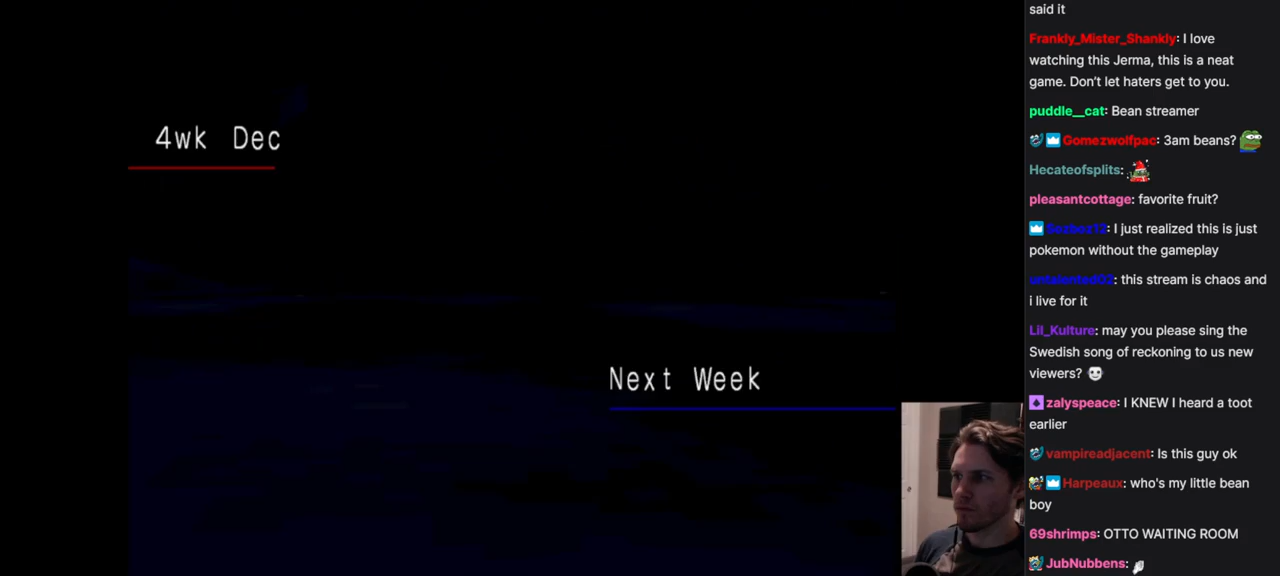 4wk Dec
Next Week
said it
Frankly_Mister_Shankly: I love
watching this Jerma, this is a neat
game. Don't let haters get to you.
puddle__cat: Bean streamer
Gomezwolfpac: 3am beans?
Hecateofsplits:
pleasantcottage: favorite fruit?
Sozboz12: I just realized this is just
pokemon without the gameplay
untalented02: this stream is chaos and
i live for it
Lil_Kulture: may you please sing the
Swedish song of reckoning to us new
viewers?
zalyspeace: I KNEW I heard a toot
earlier
vampireadjacent: Is this guy ok
Harpeaux: who's my little bean
boy
69shrimps: OTTO WAITING ROOM
JubNubbens: